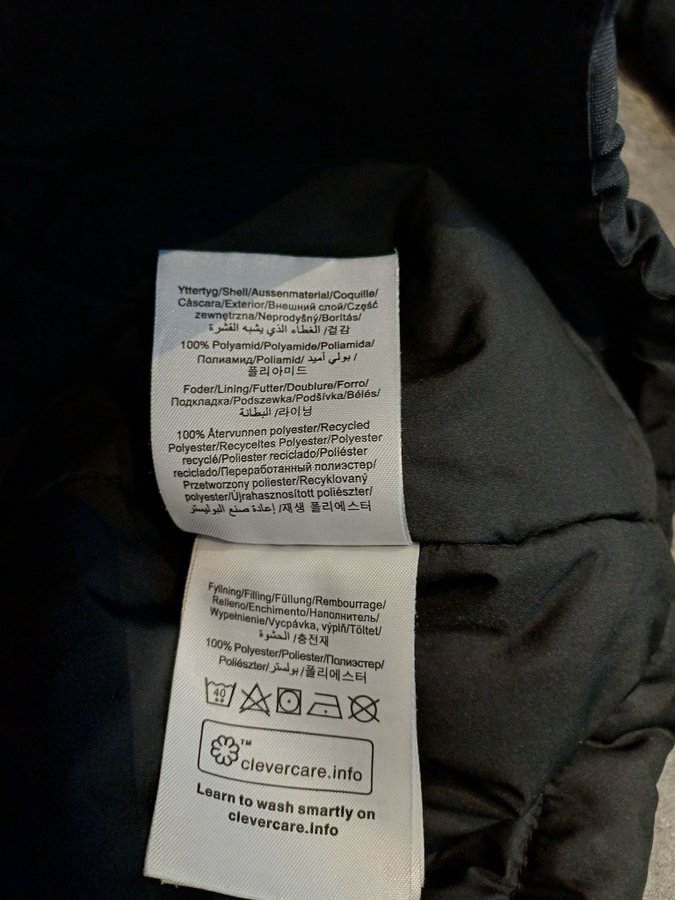 Yttertyg/Shell/Aussenmaterial/Coquille/
Càscara/Exterior/Внешний слой/Część
zewnętrzna/Neprodyšný/Borítás/
الغطاء الذي يشبه القشرة /겉감
100% Polyamid/Polyamide/Poliamida/
Полиамид/Poliamid/ بولي أميد /
폴리아미드
Foder/Lining/Futter/Doublure/Forro/
Подкладка/Podszewka/Podšívka/Bélés/
البطانة /라이닝
100% Återvunnen polyester/Recycled
Polyester/Recyceltes Polyester/Polyester
recyclé/Poliester reciclado/Poliéster
reciclado/Переработанный полиэстер/
Przetworzony poliester/Recyklovaný
polyester/Újrahasznosított poliészter/
إعادة صنع البوليستر /재생 폴리에스터
Fyllning/Filling/Füllung/Rembourrage/
Relleno/Enchimento/Наполнитель/
Wypełnienie/Vycpávka, výplň/Töltet/
الحشوة /충전재
100% Polyester/Poliester/Полиэстер/
Poliészter/ بولستر /폴리에스터
40
™
clevercare.info
Learn to wash smartly on
clevercare.info